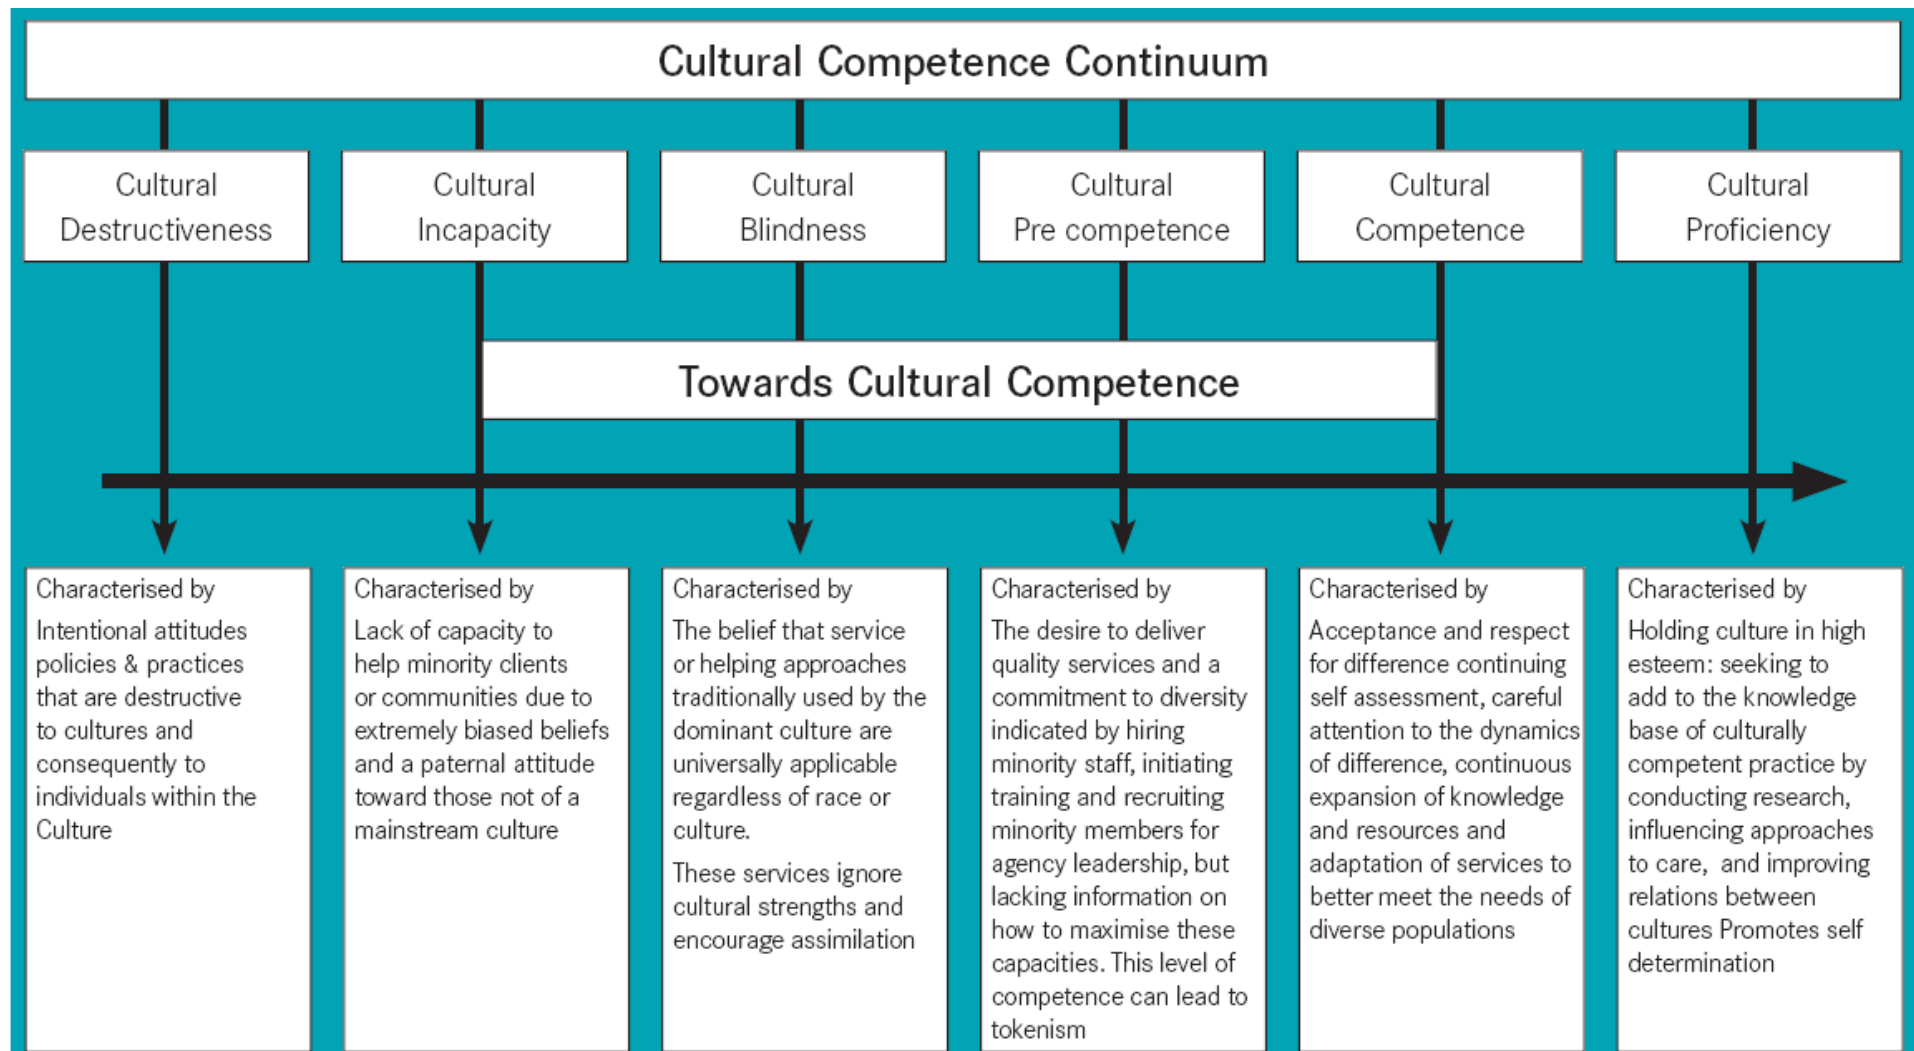 Cultural Competence Continuum
Cultural
Destructiveness
Cultural
Incapacity
Cultural
Blindness
Cultural
Pre competence
Cultural
Competence
Cultural
Proficiency
Towards Cultural Competence
Characterised by
Intentional attitudes
policies & practices
that are destructive
to cultures and
consequently to
individuals within the
Culture
Characterised by
Lack of capacity to
help minority clients
or communities due to
extremely biased beliefs
and a paternal attitude
toward those not of a
mainstream culture
Characterised by
The belief that service
or helping approaches
traditionally used by the
dominant culture are
universally applicable
regardless of race or
culture.
These services ignore
cultural strengths and
encourage assimilation
Characterised by
The desire to deliver
quality services and a
commitment to diversity
indicated by hiring
minority staff, initiating
training and recruiting
minority members for
agency leadership, but
lacking information on
how to maximise these
capacities. This level of
competence can lead to
tokenism
Characterised by
Acceptance and respect
for difference continuing
self assessment, careful
attention to the dynamics
of difference, continuous
expansion of knowledge
and resources and
adaptation of services to
better meet the needs of
diverse populations
Characterised by
Holding culture in high
esteem: seeking to
add to the knowledge
base of culturally
competent practice by
conducting research,
influencing approaches
to care, and improving
relations between
cultures Promotes self
determination